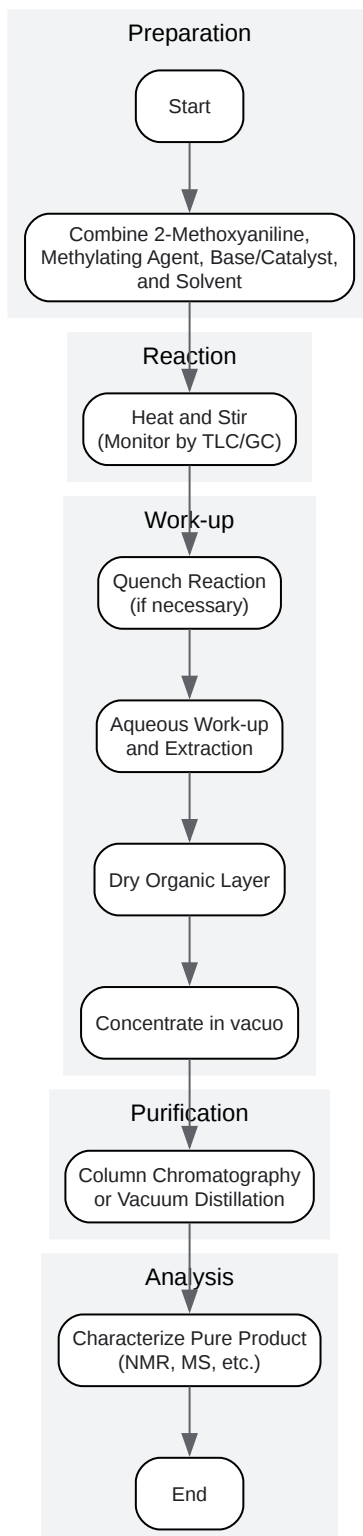 Preparation
Start
Combine 2-Methoxyaniline,
Methylating Agent, Base/Catalyst,
and Solvent
Reaction
Heat and Stir
(Monitor by TLC/GC)
Work-up
Quench Reaction
(if necessary)
Aqueous Work-up
and Extraction
Dry Organic Layer
Concentrate in vacuo
Purification
Column Chromatography
or Vacuum Distillation
Analysis
Characterize Pure Product
(NMR, MS, etc.)
End